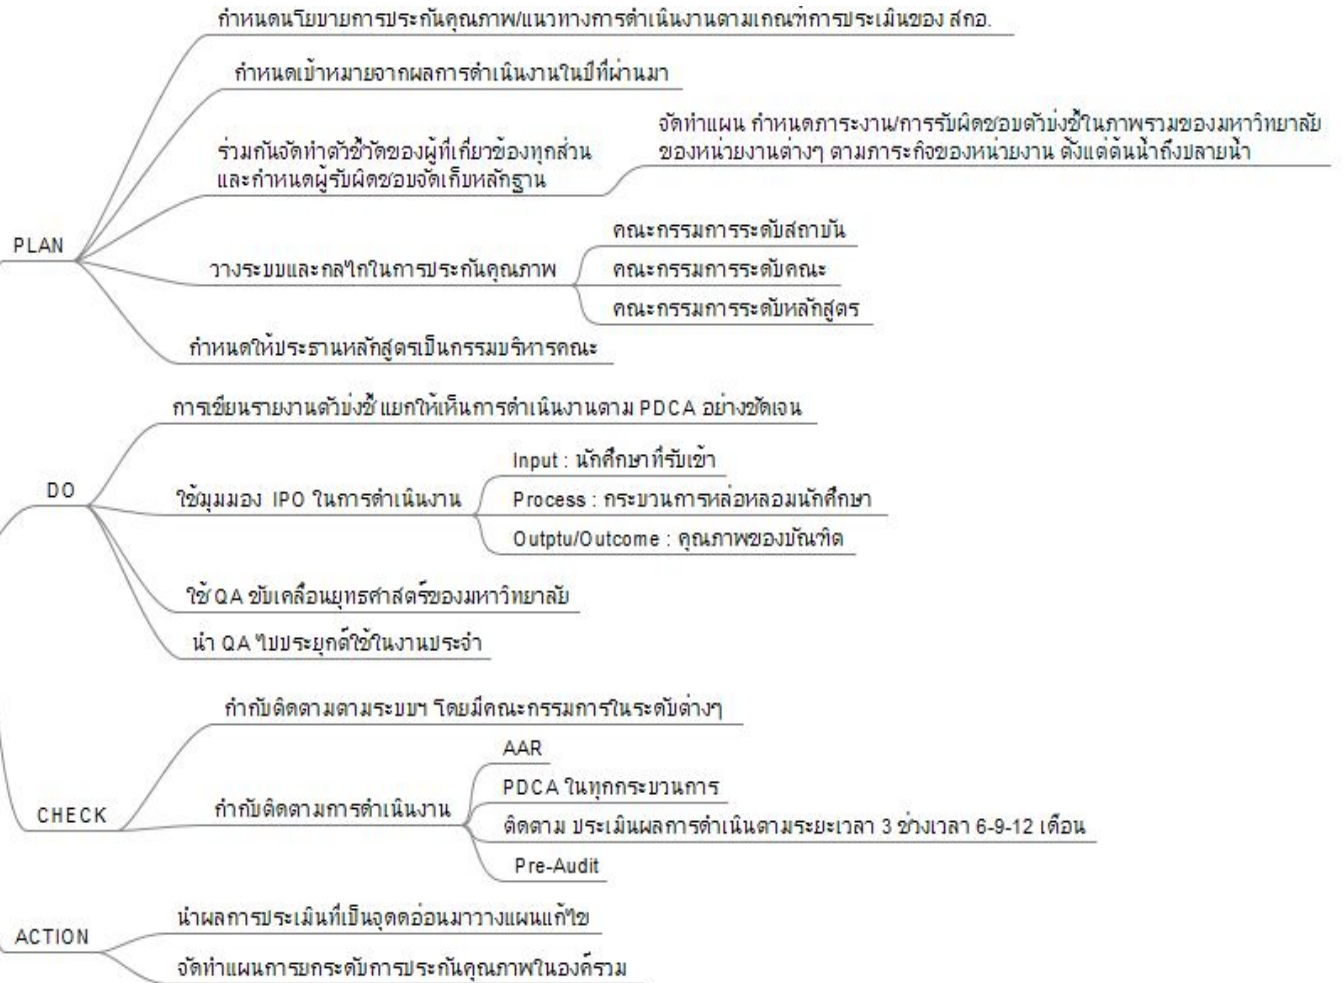 กำหนดนโยบายการประกันคุณภาพ/แนวทางการดำเนินงานตามเกณฑ์การประเมินของ สกอ.
กำหนดเป้าหมายจากผลการดำเนินงานในปีที่ผ่านมา
ร่วมกันจัดทำตัวชี้วัดของผู้ที่เกี่ยวข้องทุกส่วน
และกำหนดผู้รับผิดชอบจัดเก็บหลักฐาน
จัดทำแผน กำหนดภาระงาน/การรับผิดชอบตัวบ่งชี้ในภาพรวมของมหาวิทยาลัย
ของหน่วยงานต่างๆ ตามภาระกิจของหน่วยงาน ตั้งแต่ต้นน้ำถึงปลายน้ำ
PLAN
วางระบบและกลไกในการประกันคุณภาพ
คณะกรรมการระดับสถาบัน
คณะกรรมการระดับคณะ
คณะกรรมการระดับหลักสูตร
กำหนดให้ประธานหลักสูตรเป็นกรรมบริหารคณะ
การเขียนรายงานตัวบ่งชี้ แยกให้เห็นการดำเนินงานตาม PDCA อย่างชัดเจน
DO
ใช้มุมมอง IPO ในการดำเนินงาน
Input : นักศึกษาที่รับเข้า
Process : กระบวนการหล่อหลอมนักศึกษา
Outptu/Outcome : คุณภาพของบัณฑิต
ใช้ QA ขับเคลื่อนยุทธศาสตร์ของมหาวิทยาลัย
นำ QA ไปประยุกต์ใช้ในงานประจำ
กำกับติดตามตามระบบฯ โดยมีคณะกรรมการในระดับต่างๆ
CHECK
กำกับติดตามการดำเนินงาน
AAR
PDCA ในทุกกระบวนการ
ติดตาม ประเมินผลการดำเนินตามระยะเวลา 3 ช่วงเวลา 6-9-12 เดือน
Pre-Audit
ACTION
นำผลการประเมินที่เป็นจุดดอ่อนมาวางแผนแก้ไข
จัดทำแผนการยกระดับการประกันคุณภาพในองค์รวม